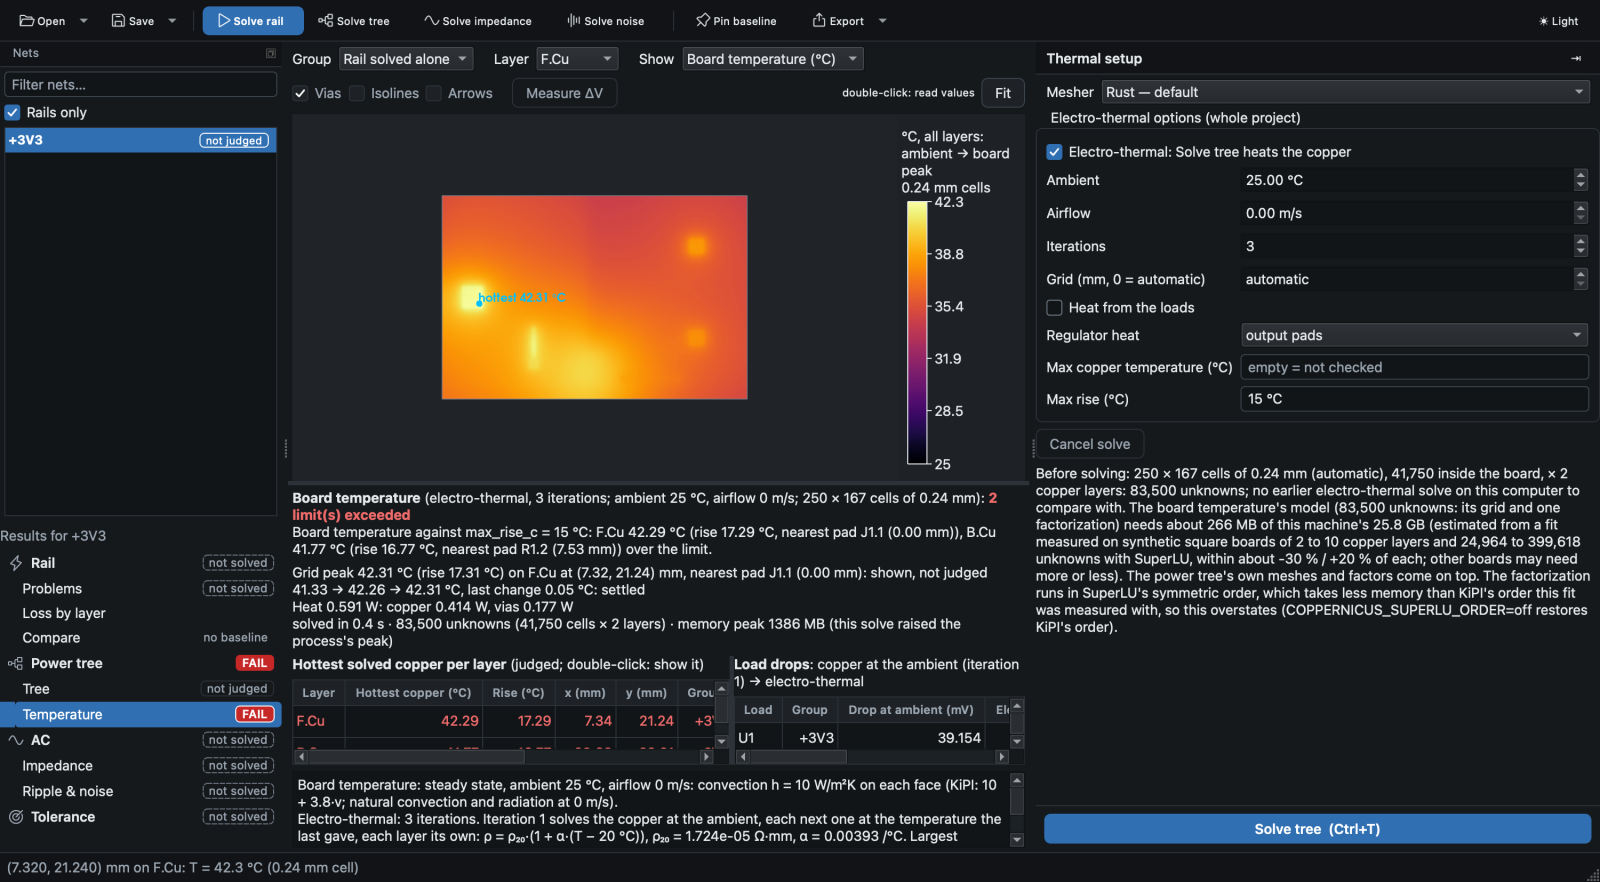 Open
Save
Solve rail
Solve tree
Solve impedance
Solve noise
Pin baseline
Export
Light
Nets
Filter nets...
Rails only
+3V3 not judged
Results for +3V3
Rail not solved
Problems not solved
Loss by layer
Compare no baseline
Power tree FAIL
Tree not judged
Temperature FAIL
AC not solved
Impedance not solved
Ripple & noise not solved
Tolerance not solved
Group Rail solved alone Layer F.Cu Show Board temperature (°C)
Vias Isolines Arrows Measure ΔV double-click: read values Fit
°C, all layers:
ambient → board
peak
0.24 mm cells
42.3
38.8
35.4
31.9
28.5
25
hottest 42.31 °C
Board temperature (electro-thermal, 3 iterations; ambient 25 °C, airflow 0 m/s; 250 × 167 cells of 0.24 mm): 2
limit(s) exceeded
Board temperature against max_rise_c = 15 °C: F.Cu 42.29 °C (rise 17.29 °C, nearest pad J1.1 (0.00 mm)), B.Cu
41.77 °C (rise 16.77 °C, nearest pad R1.2 (7.53 mm)) over the limit.
Grid peak 42.31 °C (rise 17.31 °C) on F.Cu at (7.32, 21.24) mm, nearest pad J1.1 (0.00 mm): shown, not judged
41.33 → 42.26 → 42.31 °C, last change 0.05 °C: settled
Heat 0.591 W: copper 0.414 W, vias 0.177 W
solved in 0.4 s · 83,500 unknowns (41,750 cells × 2 layers) · memory peak 1386 MB (this solve raised the
process's peak)
Hottest solved copper per layer (judged; double-click: show it)
Layer Hottest copper (°C) Rise (°C) x (mm) y (mm) Grou
F.Cu 42.29 17.29 7.34 21.24 +3V
Load drops: copper at the ambient (iteration
1) → electro-thermal
Load Group Drop at ambient (mV) Ele
U1 +3V3 39.154
Board temperature: steady state, ambient 25 °C, airflow 0 m/s: convection h = 10 W/m²K on each face (KiPI: 10
+ 3.8·v; natural convection and radiation at 0 m/s).
Electro-thermal: 3 iterations. Iteration 1 solves the copper at the ambient, each next one at the temperature the
last gave, each layer its own: ρ = ρ₂₀·(1 + α·(T − 20 °C)), ρ₂₀ = 1.724e-05 Ω·mm, α = 0.00393 /°C. Largest
Thermal setup
Mesher Rust — default
Electro-thermal options (whole project)
Electro-thermal: Solve tree heats the copper
Ambient 25.00 °C
Airflow 0.00 m/s
Iterations 3
Grid (mm, 0 = automatic) automatic
Heat from the loads
Regulator heat output pads
Max copper temperature (°C) empty = not checked
Max rise (°C) 15 °C
Cancel solve
Before solving: 250 × 167 cells of 0.24 mm (automatic), 41,750 inside the board, × 2
copper layers: 83,500 unknowns; no earlier electro-thermal solve on this computer to
compare with. The board temperature's model (83,500 unknowns: its grid and one
factorization) needs about 266 MB of this machine's 25.8 GB (estimated from a fit
measured on synthetic square boards of 2 to 10 copper layers and 24,964 to 399,618
unknowns with SuperLU, within about -30 % / +20 % of each; other boards may need
more or less). The power tree's own meshes and factors come on top. The factorization
runs in SuperLU's symmetric order, which takes less memory than KiPI's order this fit
was measured with, so this overstates (COPPERNICUS_SUPERLU_ORDER=off restores
KiPI's order).
Solve tree (Ctrl+T)
(7.320, 21.240) mm on F.Cu: T = 42.3 °C (0.24 mm cell)